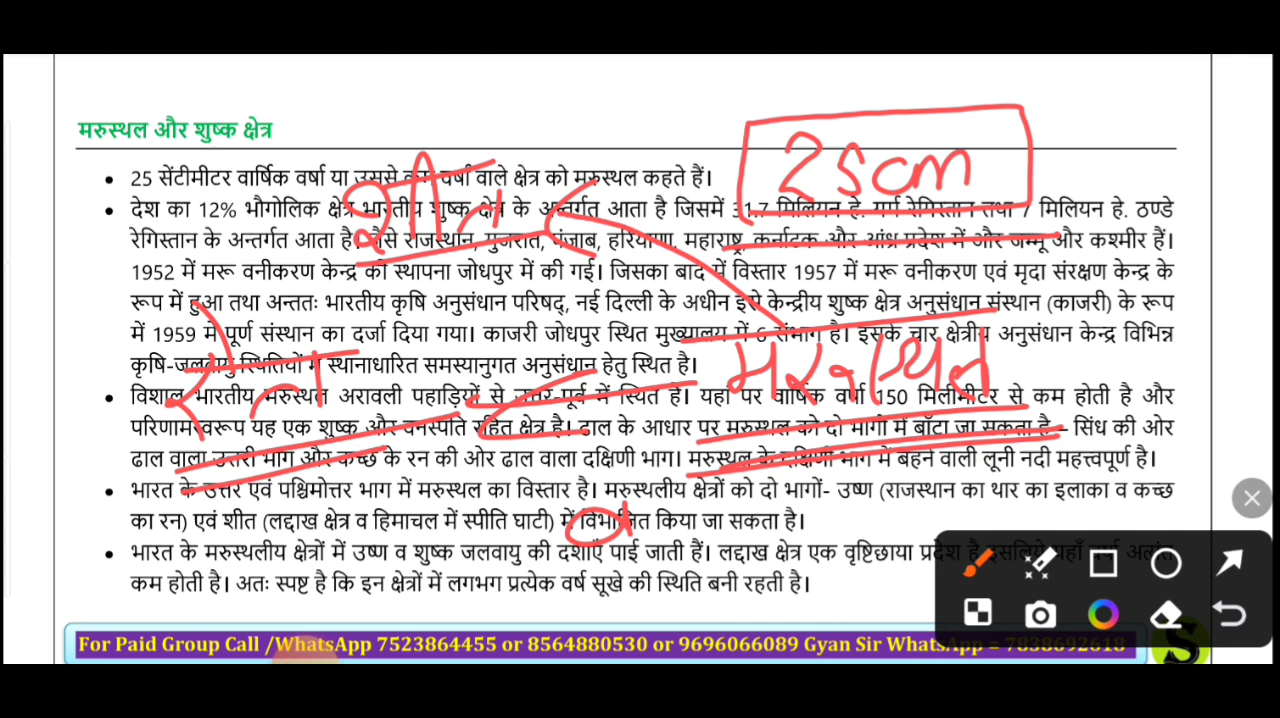 मरुस्थल और शुष्क क्षेत्र
25 cm
• 25 सेंटीमीटर वार्षिक वर्षा या उससे कम वर्षा वाले क्षेत्र को मरुस्थल कहते हैं।
शीत
• देश का 12% भौगोलिक क्षेत्र भारतीय शुष्क क्षेत्र के अन्तर्गत आता है जिसमें 31.7 मिलियन हे. गर्म रेगिस्तान तथा 7 मिलियन हे. ठण्डे
रेगिस्तान के अन्तर्गत आता है। जैसे राजस्थान, गुजरात, पंजाब, हरियाणा, महाराष्ट्र, कर्नाटक और आंध्र प्रदेश में और जम्मू और कश्मीर हैं।
1952 में मरू वनीकरण केन्द्र की स्थापना जोधपुर में की गई। जिसका बाद में विस्तार 1957 में मरू वनीकरण एवं मृदा संरक्षण केन्द्र के
रूप में हुआ तथा अन्ततः भारतीय कृषि अनुसंधान परिषद्, नई दिल्ली के अधीन इसे केन्द्रीय शुष्क क्षेत्र अनुसंधान संस्थान (काजरी) के रूप
में 1959 में पूर्ण संस्थान का दर्जा दिया गया। काजरी जोधपुर स्थित मुख्यालय में 6 संभाग है। इसके चार क्षेत्रीय अनुसंधान केन्द्र विभिन्न
कृषि-जलवायु स्थितियों में स्थानाधारित समस्यानुगत अनुसंधान हेतु स्थित है।
• विशाल भारतीय मरुस्थल अरावली पहाड़ियों से उत्तर-पूर्व में स्थित है। यहां पर वार्षिक वर्षा 150 मिलीमीटर से कम होती है और
परिणामस्वरूप यह एक शुष्क और वनस्पति रहित क्षेत्र है। ढाल के आधार पर मरुस्थल को दो भागों में बाँटा जा सकता है – सिंध की ओर
ढाल वाला उत्तरी भाग और कच्छ के रन की ओर ढाल वाला दक्षिणी भाग। मरुस्थल के दक्षिणी भाग में बहने वाली लूनी नदी महत्त्वपूर्ण है।
• भारत के उत्तर एवं पश्चिमोत्तर भाग में मरुस्थल का विस्तार है। मरुस्थलीय क्षेत्रों को दो भागों- उष्ण (राजस्थान का थार का इलाका व कच्छ
का रन) एवं शीत (लद्दाख क्षेत्र व हिमाचल में स्पीति घाटी) में विभाजित किया जा सकता है।
• भारत के मरुस्थलीय क्षेत्रों में उष्ण व शुष्क जलवायु की दशाएँ पाई जाती हैं। लद्दाख क्षेत्र एक वृष्टिछाया प्रदेश है इसलिये यहाँ वर्षा अत्यंत
कम होती है। अतः स्पष्ट है कि इन क्षेत्रों में लगभग प्रत्येक वर्ष सूखे की स्थिति बनी रहती है।
For Paid Group Call /WhatsApp 7523864455 or 8564880530 or 9696066089 Gyan Sir WhatsApp = 7838692618
S